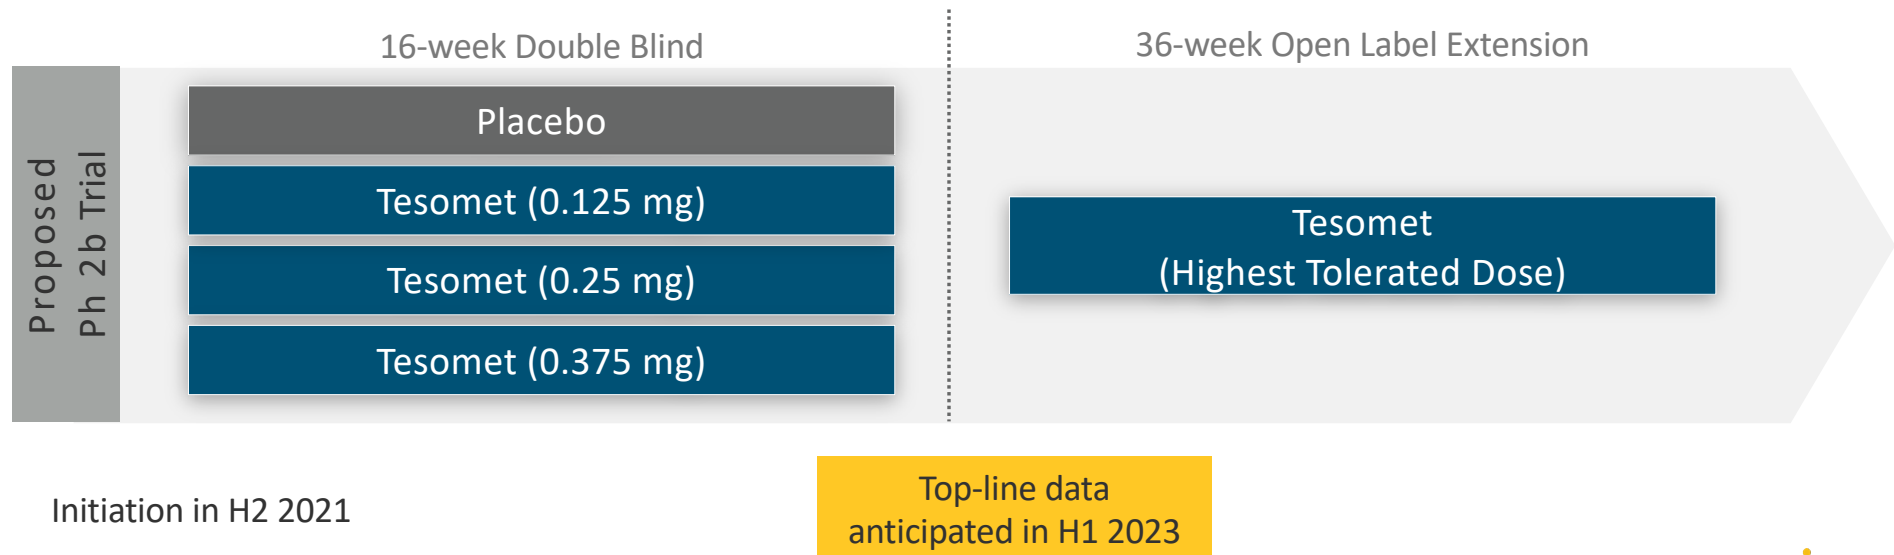 16-week Double Blind
36-week Open Label Extension
Proposed
Ph 2b Trial
Placebo
Tesomet (0.125 mg)
Tesomet (0.25 mg)
Tesomet (0.375 mg)
Tesomet
(Highest Tolerated Dose)
Initiation in H2 2021
Top-line data
anticipated in H1 2023